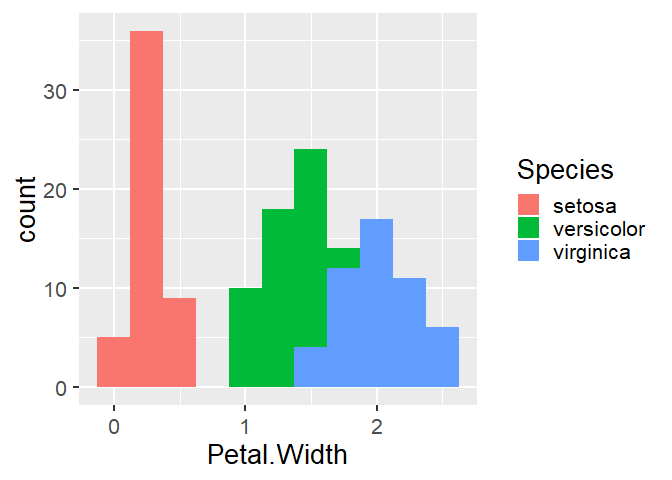 count
30
20
10
0
0 1 2
Petal.Width
Species
setosa
versicolor
virginica